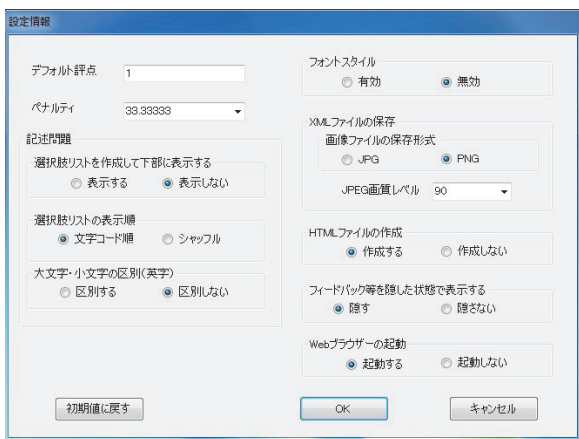 設定情報
デフォルト評点 1
ペナルティ 33.33333
記述問題
選択肢リストを作成して下部に表示する
表示する 表示しない
選択肢リストの表示順
文字コード順 シャッフル
大文字・小文字の区別(英字)
区別する 区別しない
フォントスタイル
有効 無効
XMLファイルの保存
画像ファイルの保存形式
JPG PNG
JPEG画質レベル 90
HTMLファイルの作成
作成する 作成しない
フィードバック等を隠した状態で表示する
隠す 隠さない
Webブラウザーの起動
起動する 起動しない
初期値に戻す OK キャンセル